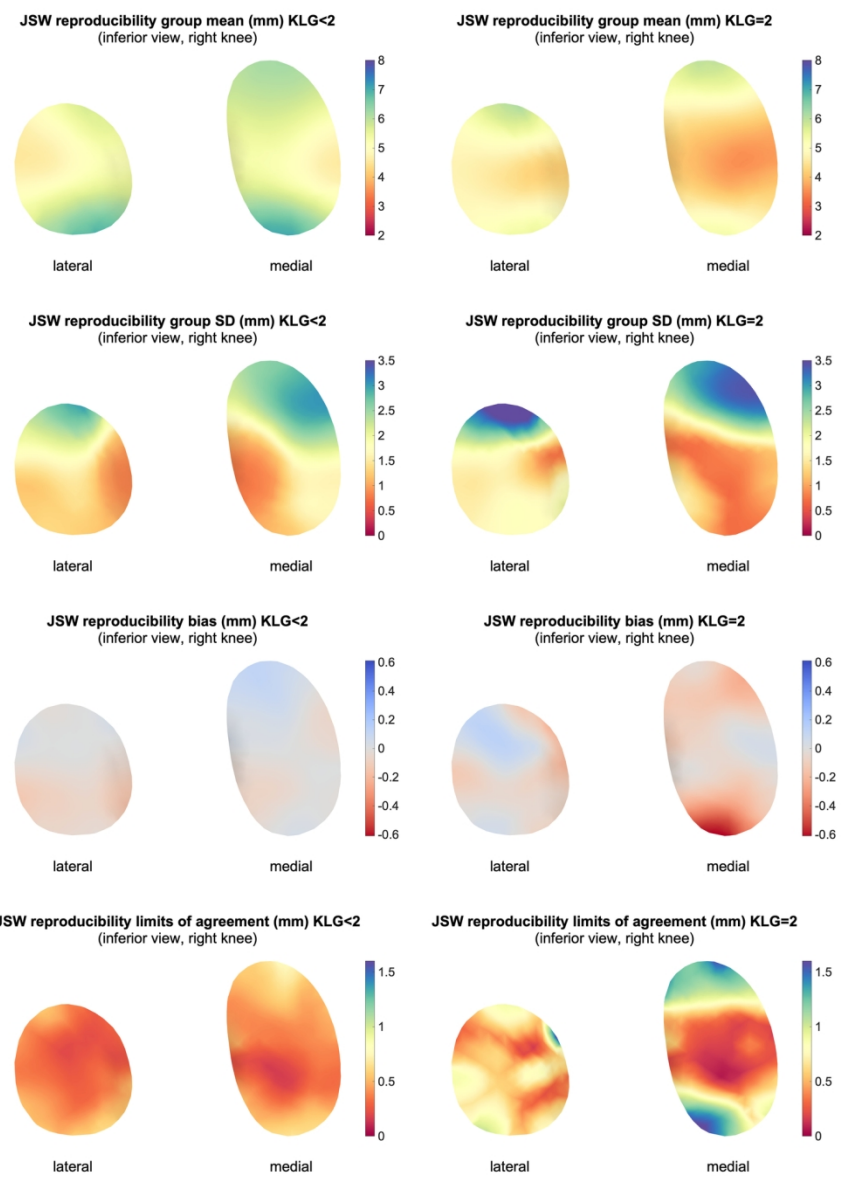 JSW reproducibility group mean (mm) KLG<2
(inferior view, right knee)
8
7
6
5
4
3
2
lateral
medial
JSW reproducibility group mean (mm) KLG=2
(inferior view, right knee)
8
7
6
5
4
3
2
lateral
medial
JSW reproducibility group SD (mm) KLG<2
(inferior view, right knee)
3.5
3
2.5
2
1.5
1
0.5
0
lateral
medial
JSW reproducibility group SD (mm) KLG=2
(inferior view, right knee)
3.5
3
2.5
2
1.5
1
0.5
0
lateral
medial
JSW reproducibility bias (mm) KLG<2
(inferior view, right knee)
0.6
0.4
0.2
0
-0.2
-0.4
-0.6
lateral
medial
JSW reproducibility bias (mm) KLG=2
(inferior view, right knee)
0.6
0.4
0.2
0
-0.2
-0.4
-0.6
lateral
medial
JSW reproducibility limits of agreement (mm) KLG<2
(inferior view, right knee)
1.5
1
0.5
0
lateral
medial
JSW reproducibility limits of agreement (mm) KLG=2
(inferior view, right knee)
1.5
1
0.5
0
lateral
medial